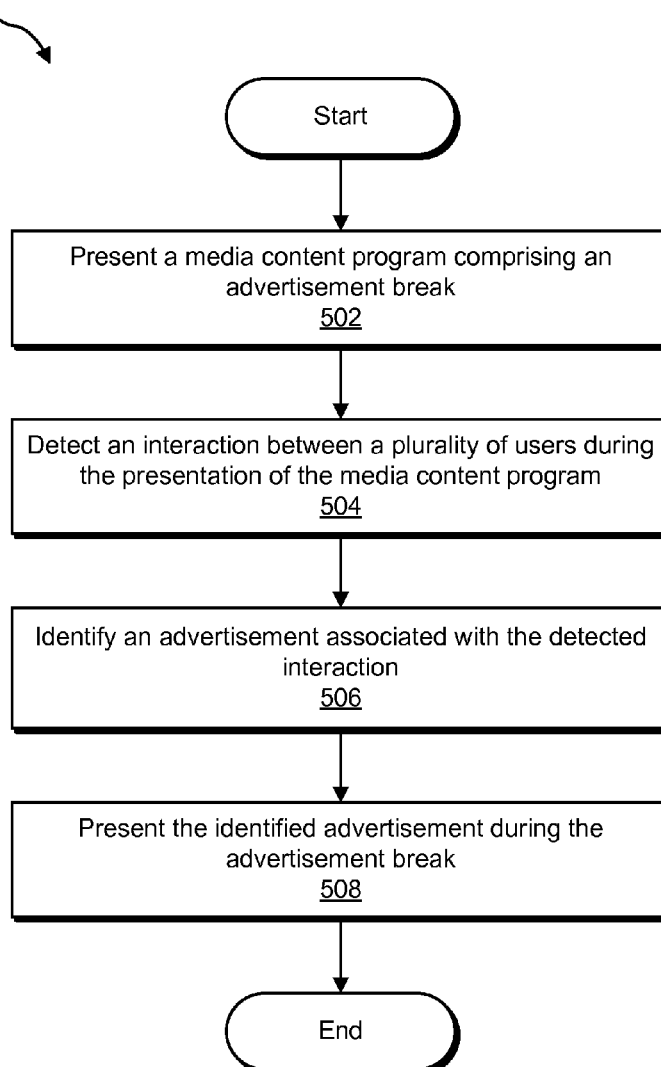 Start
Present a media content program comprising an
advertisement break
502
Detect an interaction between a plurality of users during
the presentation of the media content program
504
Identify an advertisement associated with the detected
interaction
506
Present the identified advertisement during the
advertisement break
508
End